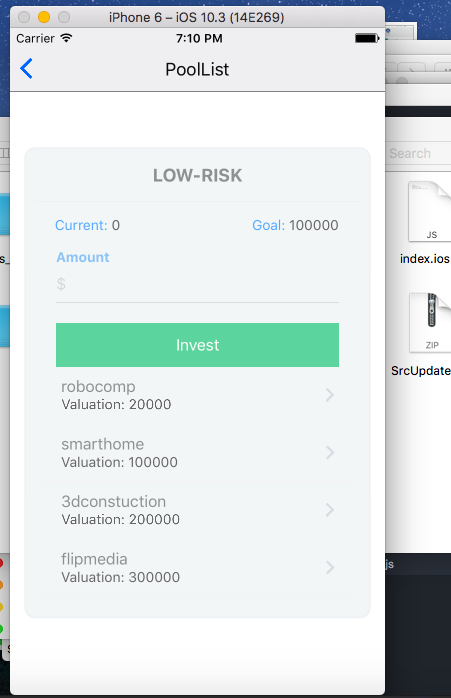 iPhone 6 – iOS 10.3 (14E269)
Carrier 7:10 PM
PoolList
LOW-RISK
Current: 0 Goal: 100000
Amount
$
Invest
robocomp
Valuation: 20000
smarthome
Valuation: 100000
3dconstuction
Valuation: 200000
flipmedia
Valuation: 300000
Search
JS
index.ios
ZIP
SrcUpdate
js